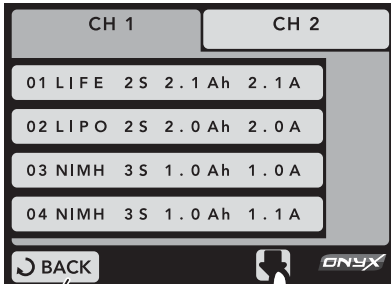 CH 1 CH 2
01 LIFE 2S 2.1Ah 2.1A
02 LIPO 2S 2.0Ah 2.0A
03 NIMH 3S 1.0Ah 1.0A
04 NIMH 3S 1.0Ah 1.1A
BACK ONYX